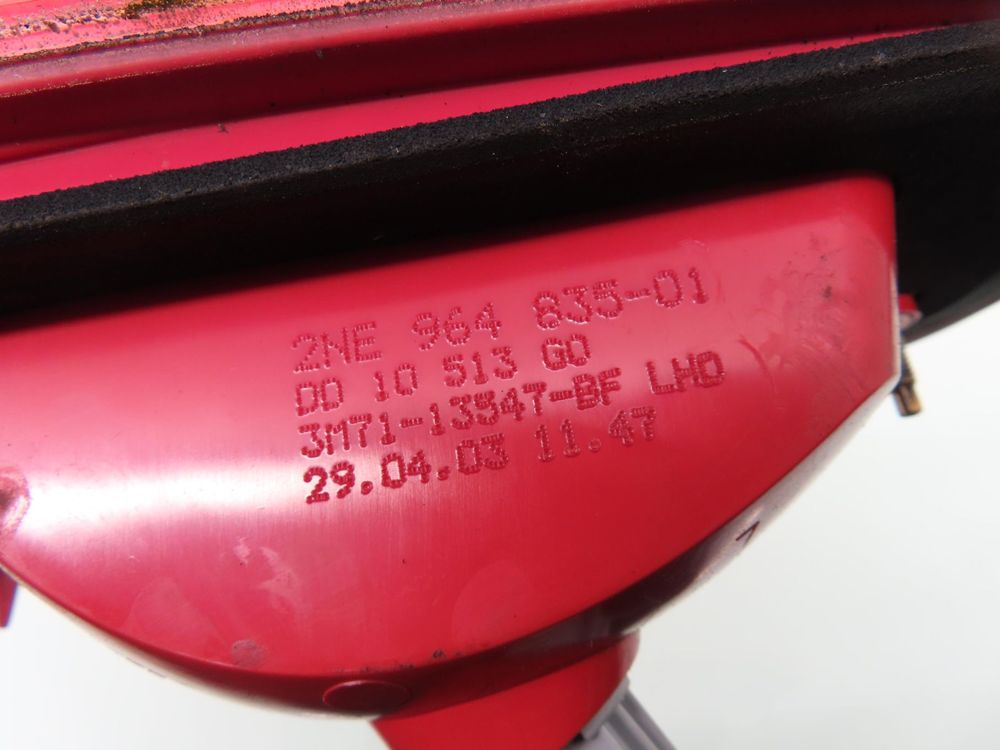 2NE 964 635-01
DD 10 513 GO
3M71-13547-BF LHD
29.04.03 11.47